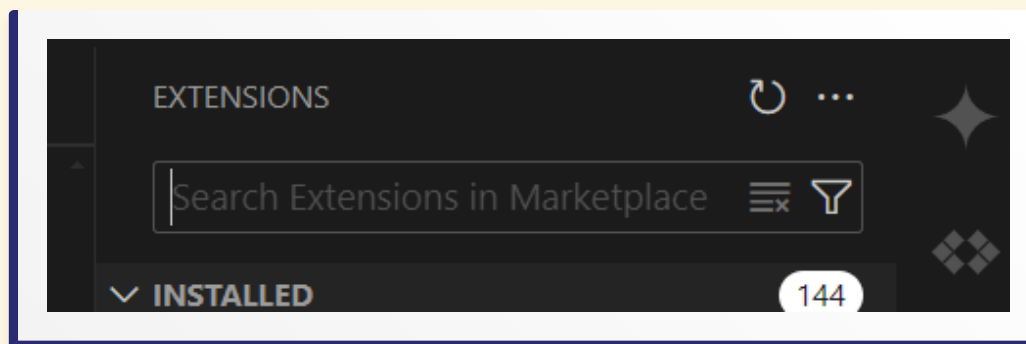 EXTENSIONS
Search Extensions in Marketplace
INSTALLED 144